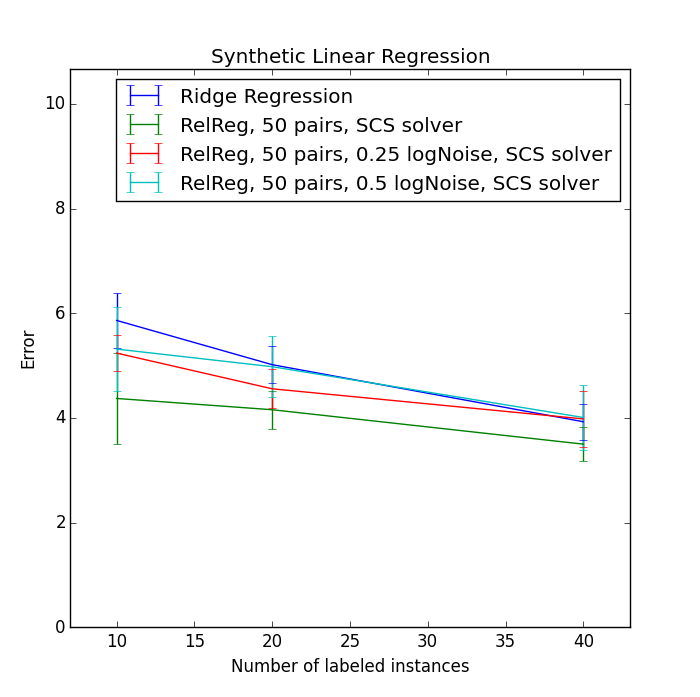 Synthetic Linear Regression
Ridge Regression
RelReg, 50 pairs, SCS solver
RelReg, 50 pairs, 0.25 logNoise, SCS solver
RelReg, 50 pairs, 0.5 logNoise, SCS solver
10
8
6
4
2
0
Error
10 15 20 25 30 35 40
Number of labeled instances